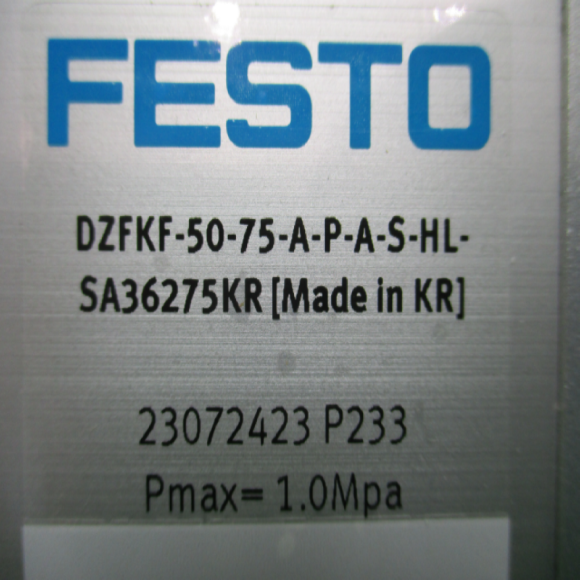 FESTO
DZFKF-50-75-A-P-A-S-HL-
SA36275KR [Made in KR]
23072423 P233
Pmax= 1.0Mpa